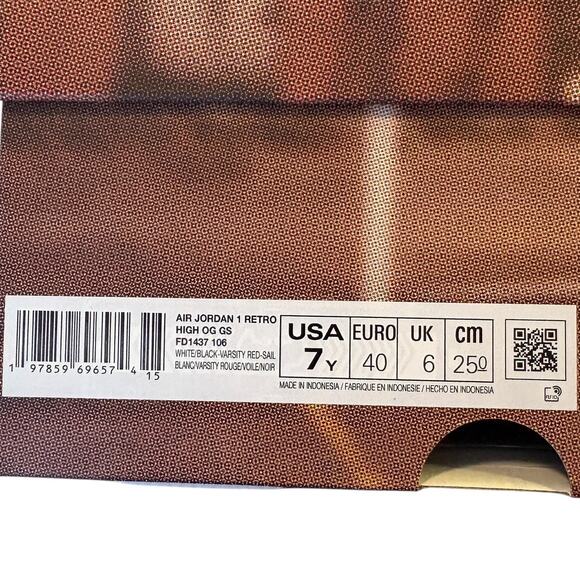 AIR JORDAN 1 RETRO
HIGH OG GS
FD1437 106
WHITE/BLACK-VARSITY RED-SAIL
BLANC/VARSITY ROUGE/VOILE/NOIR
1 97859 69657 4 15
USA EURO UK cm
7 Y 40 6 25.0
MADE IN INDONESIA / FABRIQUE EN INDONESIE / HECHO EN INDONESIA